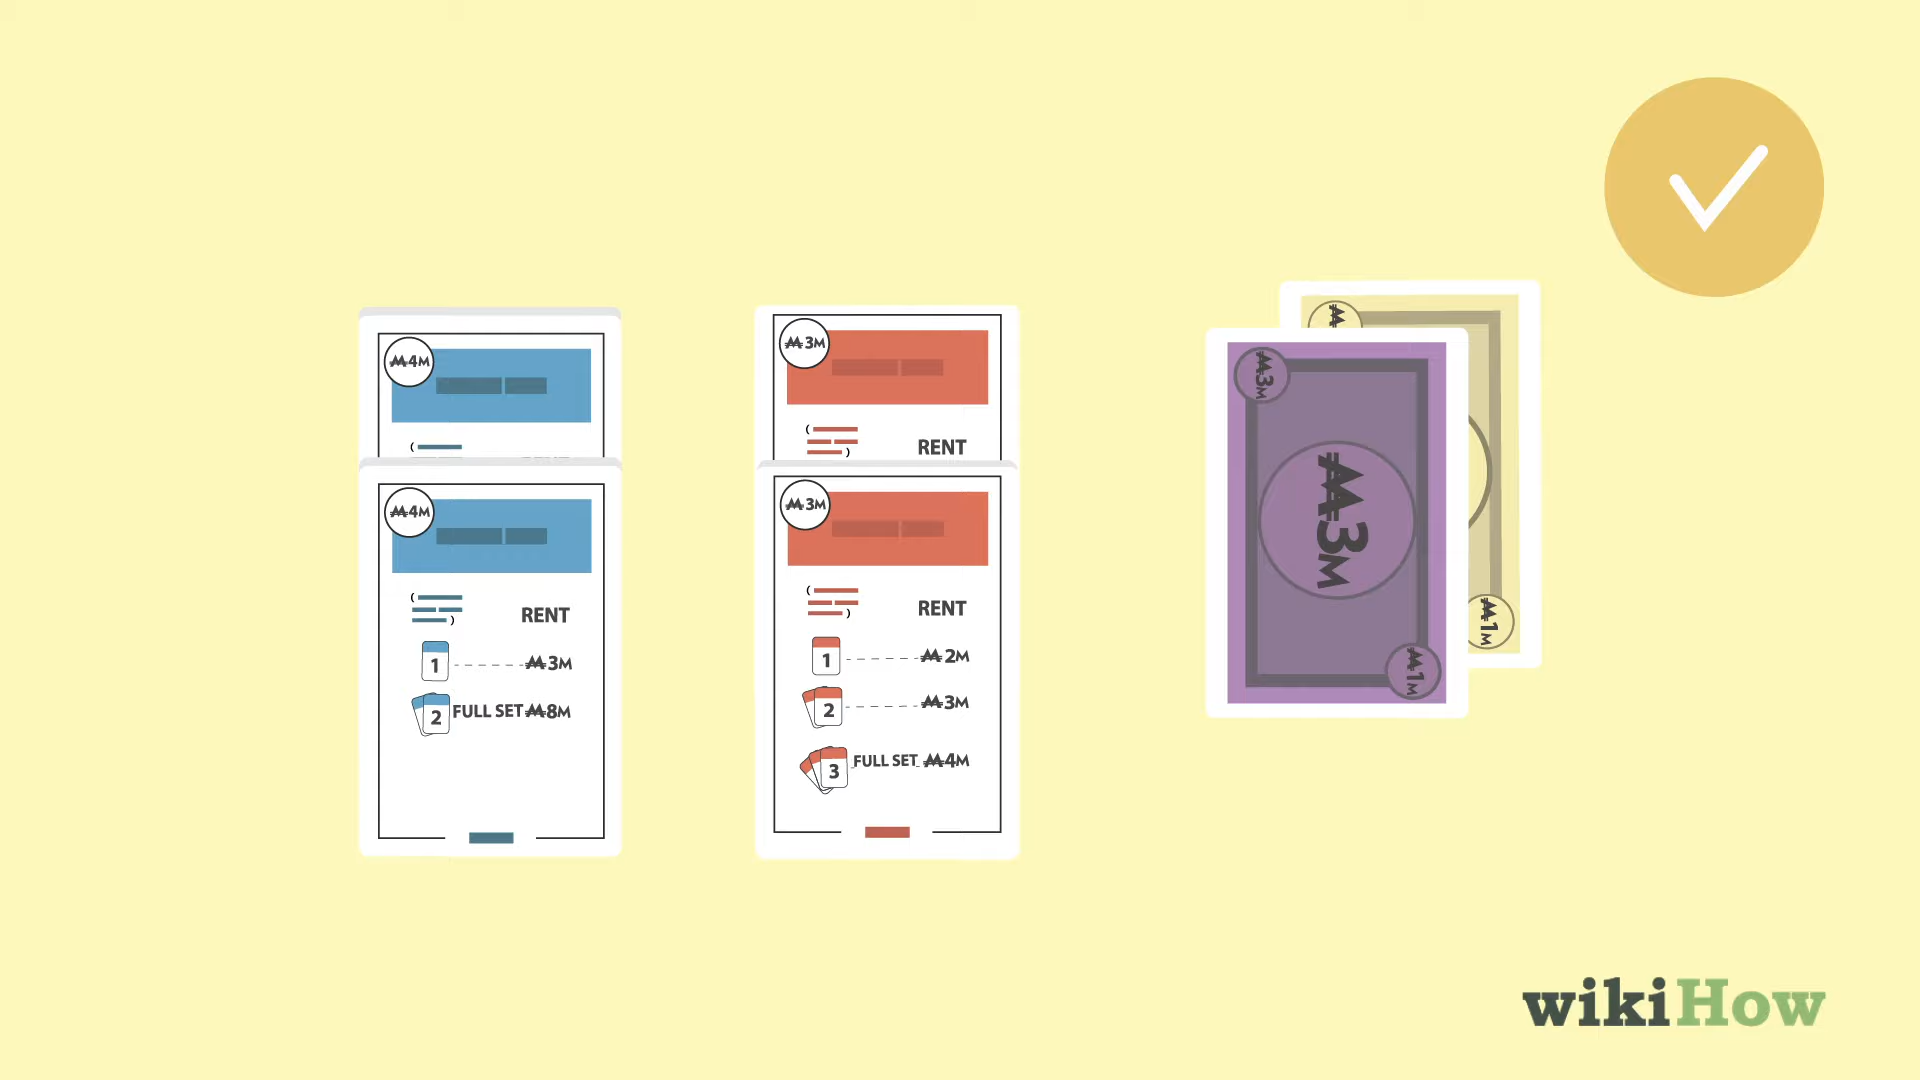 ₩4M
(
₩4M
(
)
RENT
1 ₩3M
2 FULL SET ₩8M
₩3M
(
)
RENT
₩3M
(
)
RENT
1 ₩2M
2 ₩3M
3 FULL SET ₩4M
₩3M
₩3M
₩1M
₩
₩1M
wikiHow